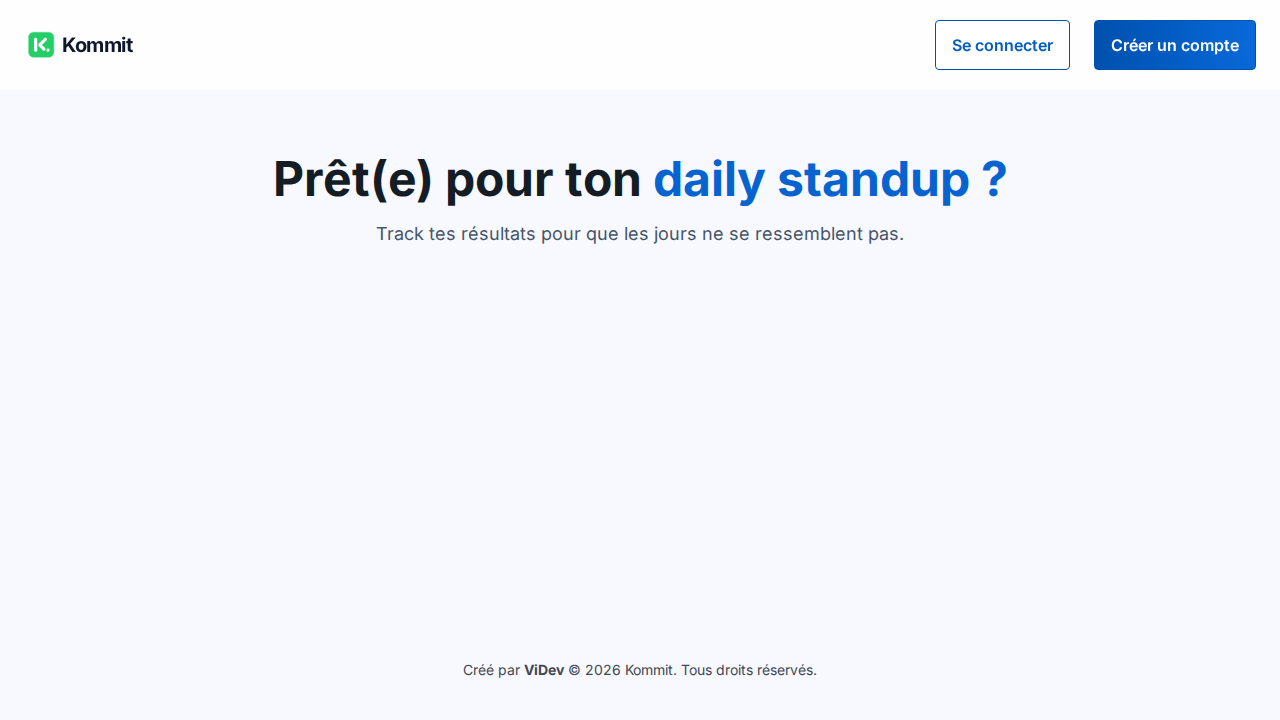 Kommit
Se connecter
Créer un compte
Prêt(e) pour ton daily standup ?
Track tes résultats pour que les jours ne se ressemblent pas.
Créé par ViDev © 2026 Kommit. Tous droits réservés.